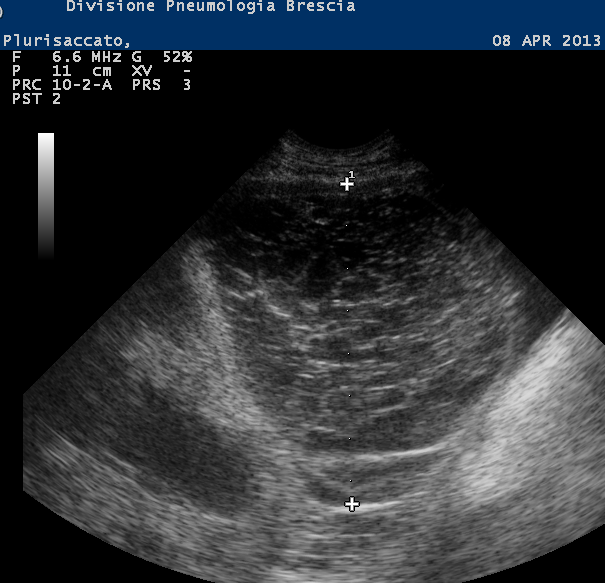 Divisione Pneumologia Brescia
Plurisaccato, 08 APR 2013
F 6.6 MHz G 52%
P 11 cm XV -
PRC 10-2-A PRS 3
PST 2
1